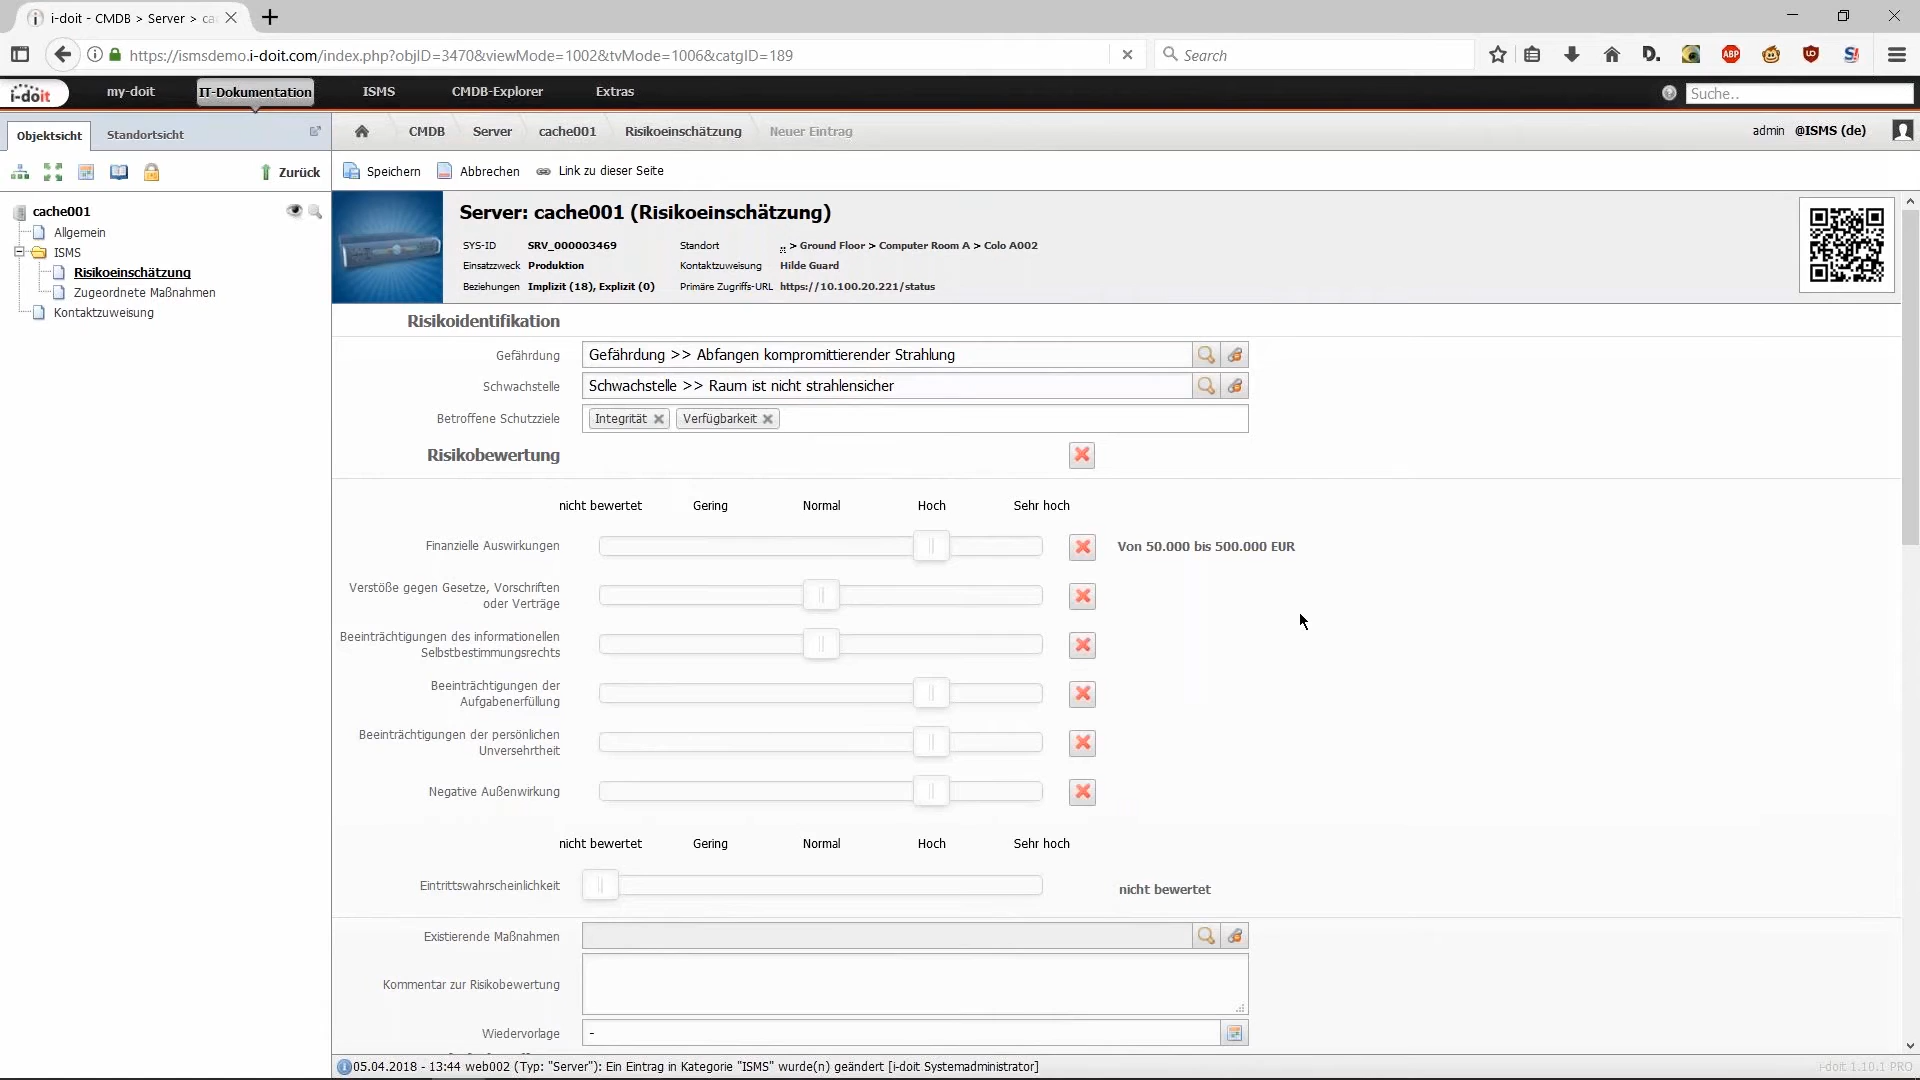 i-doit - CMDB > Server > ca
https://ismsdemo.i-doit.com/index.php?objID=3470&viewMode=1002&tvMode=1006&catgID=189
Search
ABP
i-doit
my-doit
IT-Dokumentation
ISMS
CMDB-Explorer
Extras
Suche..
Objektsicht
Standortsicht
CMDB
Server
cache001
Risikoeinschätzung
Neuer Eintrag
admin @ISMS (de)
Zurück
Speichern
Abbrechen
Link zu dieser Seite
cache001
Allgemein
ISMS
Risikoeinschätzung
Zugeordnete Maßnahmen
Kontaktzuweisung
Server: cache001 (Risikoeinschätzung)
SYS-ID SRV_000003469 Standort .. > Ground Floor > Computer Room A > Colo A002
Einsatzzweck Produktion Kontaktzuweisung Hilde Guard
Beziehungen Implizit (18), Explizit (0) Primäre Zugriffs-URL https://10.100.20.221/status
Risikoidentifikation
Gefährdung Gefährdung >> Abfangen kompromittierender Strahlung
Schwachstelle Schwachstelle >> Raum ist nicht strahlensicher
Betroffene Schutzziele Integrität Verfügbarkeit
Risikobewertung
nicht bewertet Gering Normal Hoch Sehr hoch
Finanzielle Auswirkungen Von 50.000 bis 500.000 EUR
Verstöße gegen Gesetze, Vorschriften
oder Verträge
Beeinträchtigungen des informationellen
Selbstbestimmungsrechts
Beeinträchtigungen der
Aufgabenerfüllung
Beeinträchtigungen der persönlichen
Unversehrtheit
Negative Außenwirkung
nicht bewertet Gering Normal Hoch Sehr hoch
Eintrittswahrscheinlichkeit nicht bewertet
Existierende Maßnahmen
Kommentar zur Risikobewertung
Wiedervorlage -
05.04.2018 - 13:44 web002 (Typ: "Server"): Ein Eintrag in Kategorie "ISMS" wurde(n) geändert [i-doit Systemadministrator]
i-doit 1.10.1 PRO